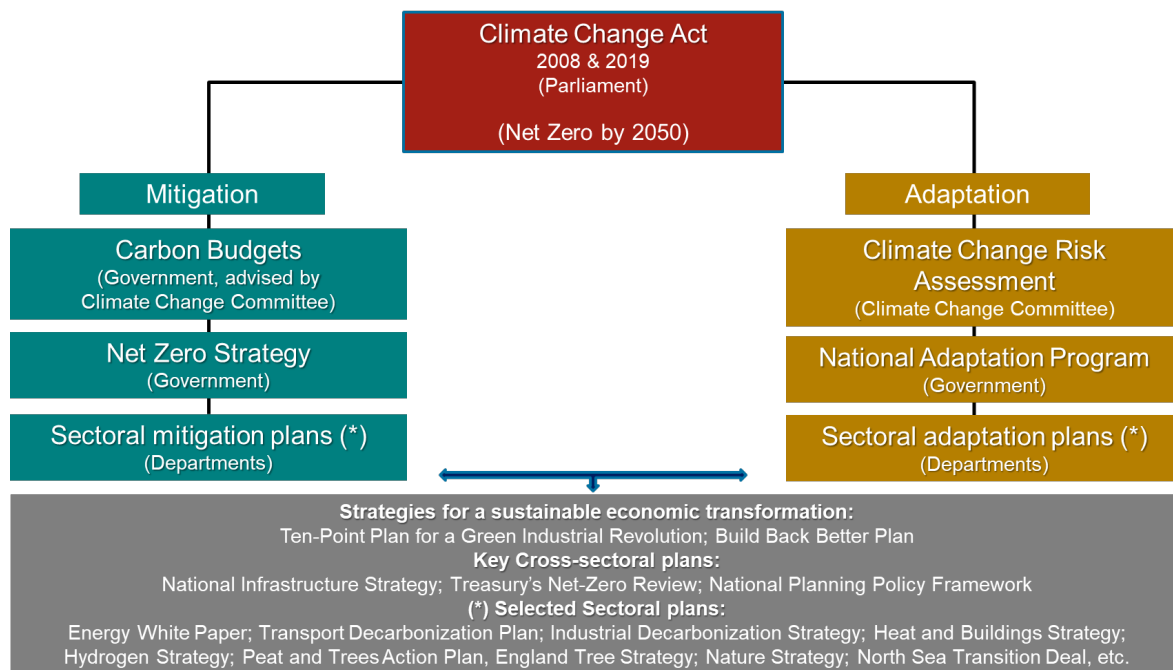 Climate Change Act
2008 & 2019
(Parliament)
(Net Zero by 2050)
Mitigation
Carbon Budgets
(Government, advised by
Climate Change Committee)
Net Zero Strategy
(Government)
Sectoral mitigation plans (*)
(Departments)
Adaptation
Climate Change Risk
Assessment
(Climate Change Committee)
National Adaptation Program
(Government)
Sectoral adaptation plans (*)
(Departments)
Strategies for a sustainable economic transformation:
Ten-Point Plan for a Green Industrial Revolution; Build Back Better Plan
Key Cross-sectoral plans:
National Infrastructure Strategy; Treasury's Net-Zero Review; National Planning Policy Framework
(*) Selected Sectoral plans:
Energy White Paper; Transport Decarbonization Plan; Industrial Decarbonization Strategy; Heat and Buildings Strategy;
Hydrogen Strategy; Peat and Trees Action Plan, England Tree Strategy; Nature Strategy; North Sea Transition Deal, etc.